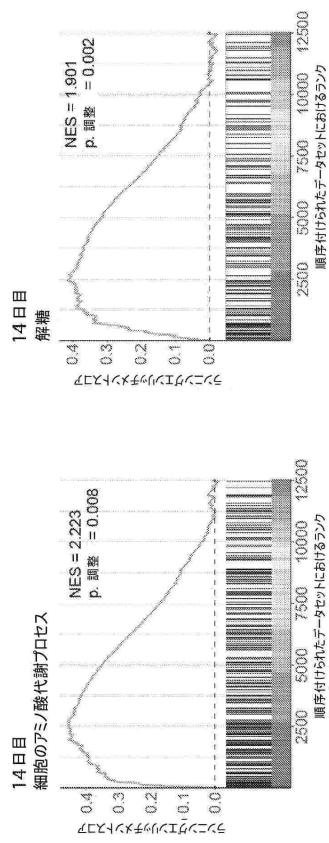 14日目
細胞のアミノ酸代謝プロセス
NES = 2.223
p. 調整 = 0.008
ランニングエンリッチメントスコア
0.4
0.3
0.2
0.1
0.0
2500
5000
7500
10000
12500
順序付けられたデータセットにおけるランク
14日目
解糖
NES = 1.901
p. 調整 = 0.002
ランニングエンリッチメントスコア
0.4
0.3
0.2
0.1
0.0
2500
5000
7500
10000
12500
順序付けられたデータセットにおけるランク